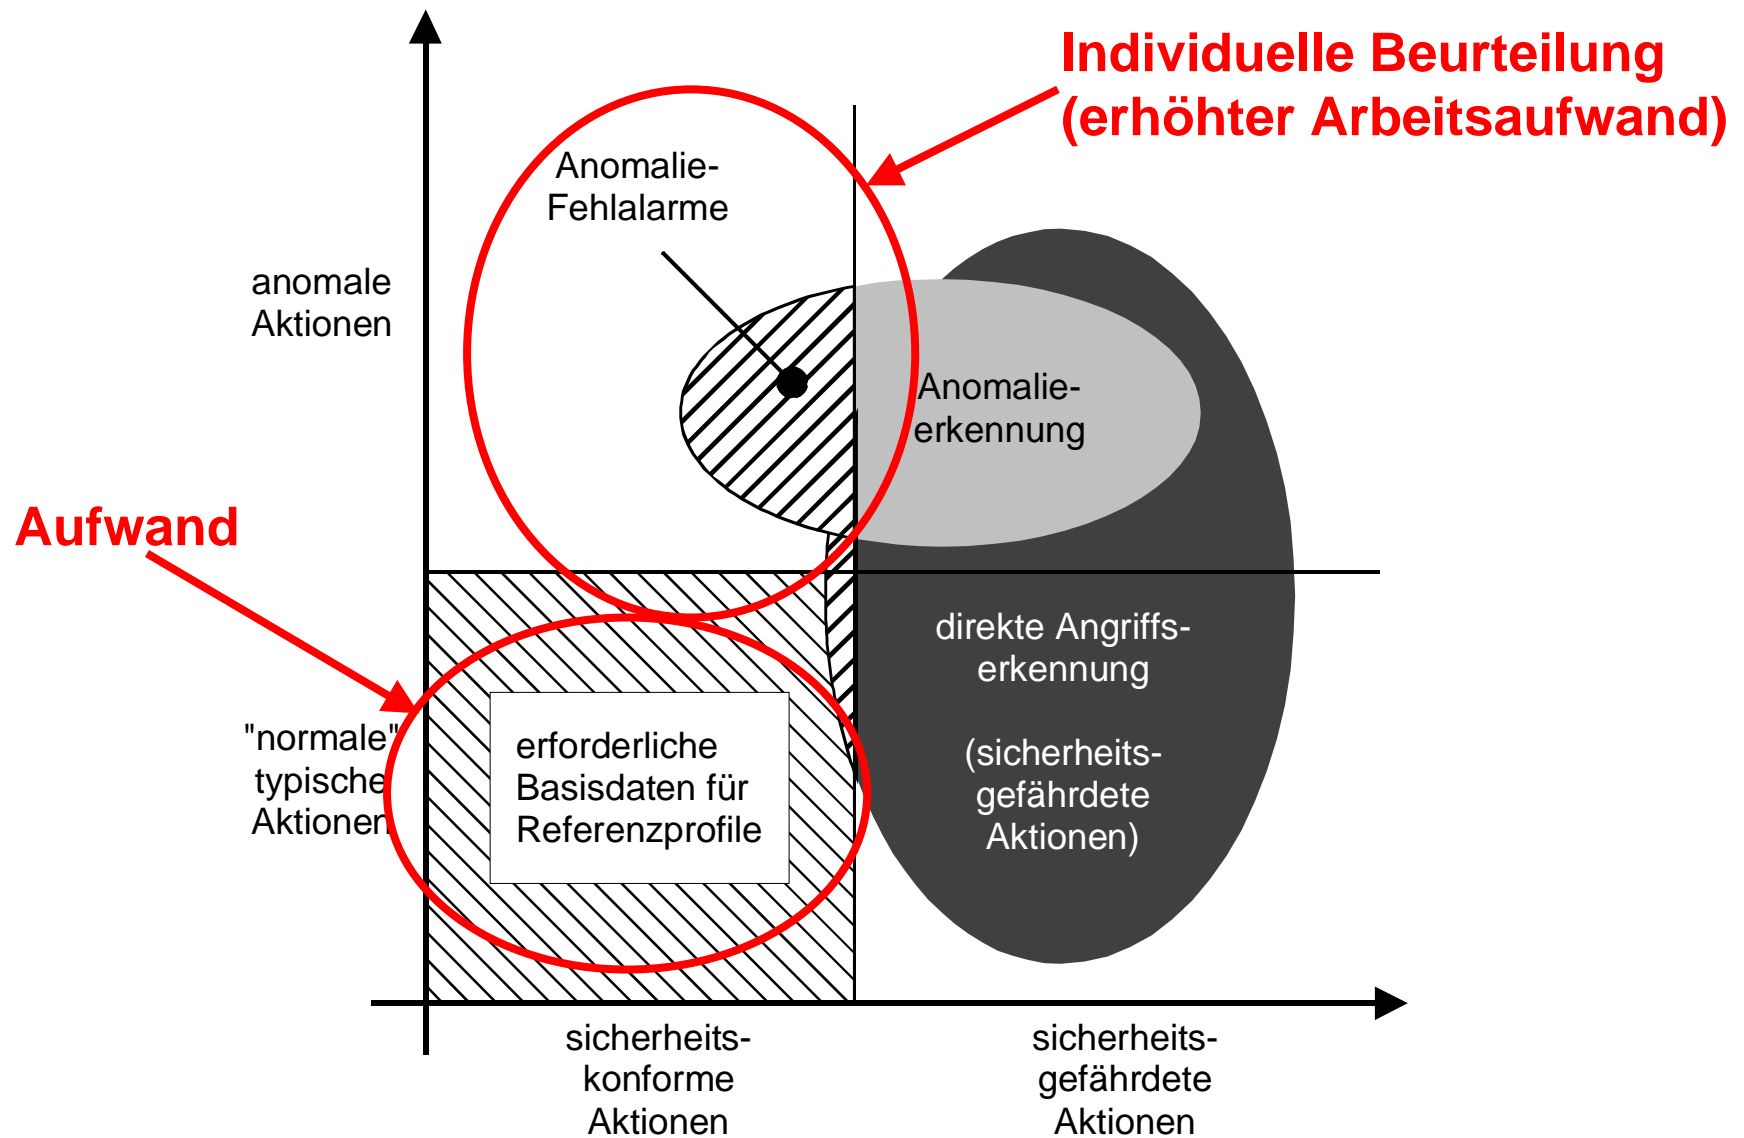 Individuelle Beurteilung
(erhöhter Arbeitsaufwand)
Anomalie-
Fehlalarme
anomale
Aktionen
Anomalie-
erkennung
Aufwand
direkte Angriffs-
erkennung
(sicherheits-
gefährdete
Aktionen)
"normale"
typische
Aktionen
erforderliche
Basisdaten für
Referenzprofile
sicherheits-
konforme
Aktionen
sicherheits-
gefährdete
Aktionen